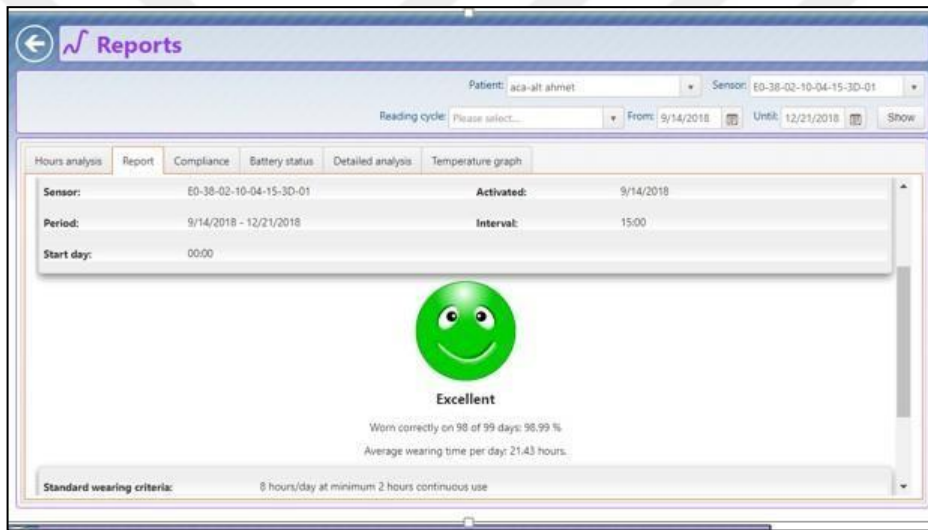 Reports
Patient: aca-alt ahmet Sensor: E0-38-02-10-04-15-3D-01
Reading cycle: Please select... From: 9/14/2018 Until: 12/21/2018 Show
Hours analysis Report Compliance Battery status Detailed analysis Temperature graph
Sensor: E0-38-02-10-04-15-3D-01 Activated: 9/14/2018
Period: 9/14/2018 - 12/21/2018 Interval: 15:00
Start day: 00:00
Excellent
Worn correctly on 98 of 99 days: 98.99 %
Average wearing time per day: 21.43 hours.
Standard wearing criteria: 8 hours/day at minimum 2 hours continuous use